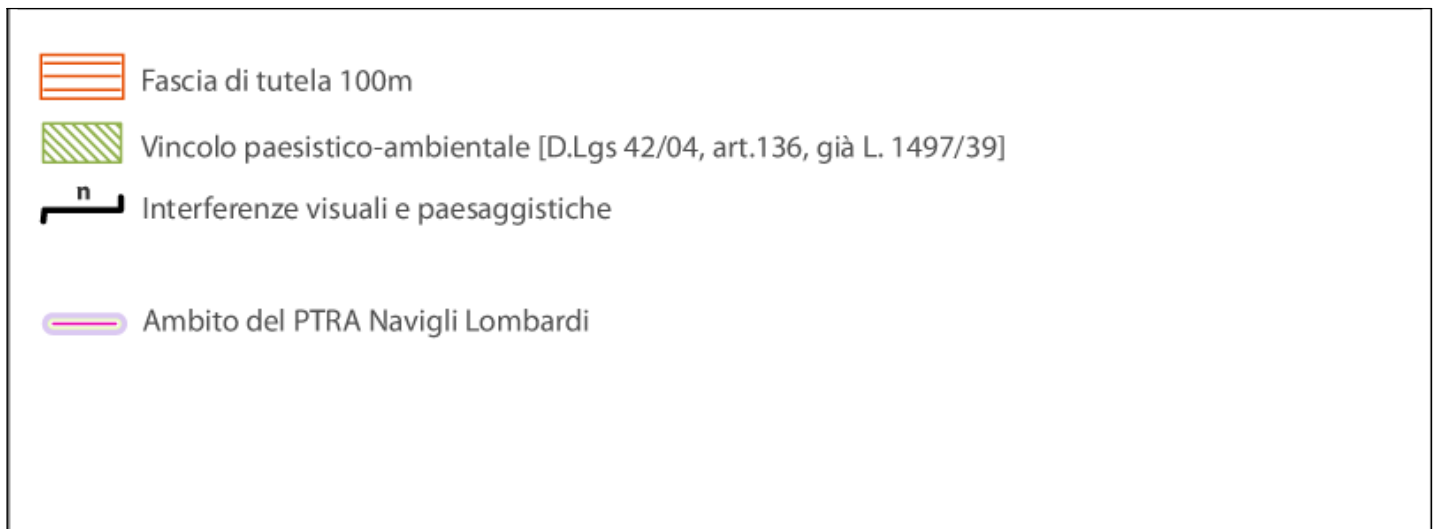 Fascia di tutela 100m
Vincolo paesistico-ambientale [D.Lgs 42/04, art.136, già L. 1497/39]
n
Interferenze visuali e paesaggistiche
Ambito del PTRA Navigli Lombardi